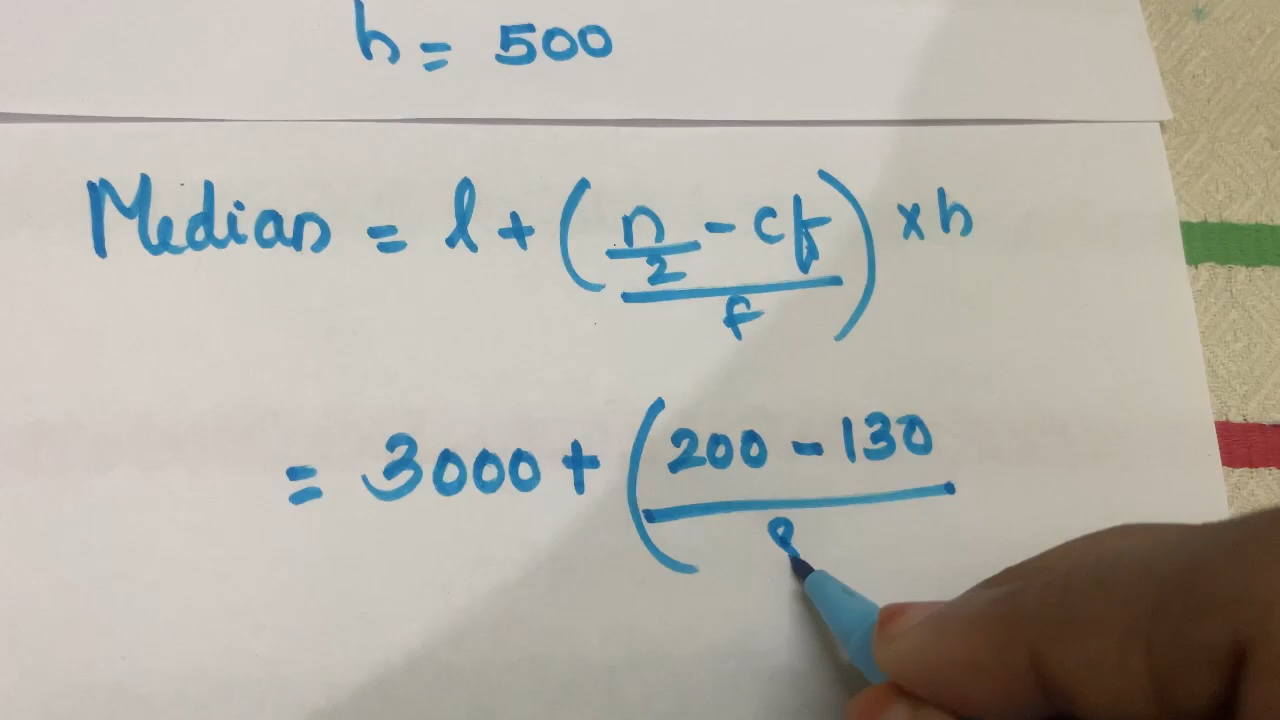 h = 500
Median = l + ( n/2 - cf / f ) x h
= 3000 + ( 200 - 130